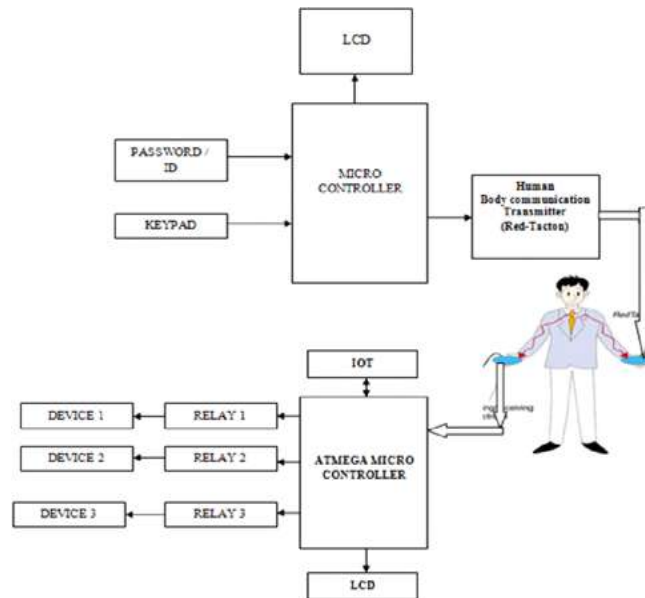 LCD
PASSWORD /
ID
KEYPAD
MICRO
CONTROLLER
Human
Body communication
Transmitter
(Red-Tacton)
IOT
DEVICE 1
RELAY 1
DEVICE 2
RELAY 2
DEVICE 3
RELAY 3
ATMEGA MICRO
CONTROLLER
LCD